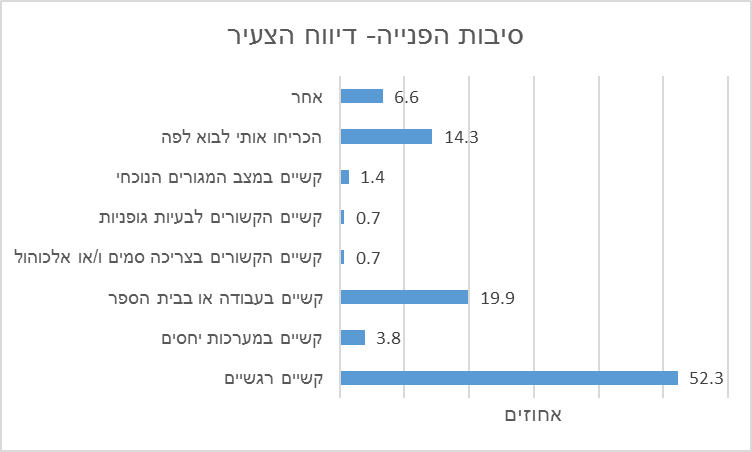 סיבות הפנייה- דיווח הצעיר
אחר 6.6
הכריחו אותי לבוא לפה 14.3
קשיים במצב המגורים הנוכחי 1.4
קשיים הקשורים לבעיות גופניות 0.7
קשיים הקשורים בצריכה סמים ו/או אלכוהול 0.7
קשיים בעבודה או בבית הספר 19.9
קשיים במערכות יחסים 3.8
קשיים רגשיים 52.3
אחוזים